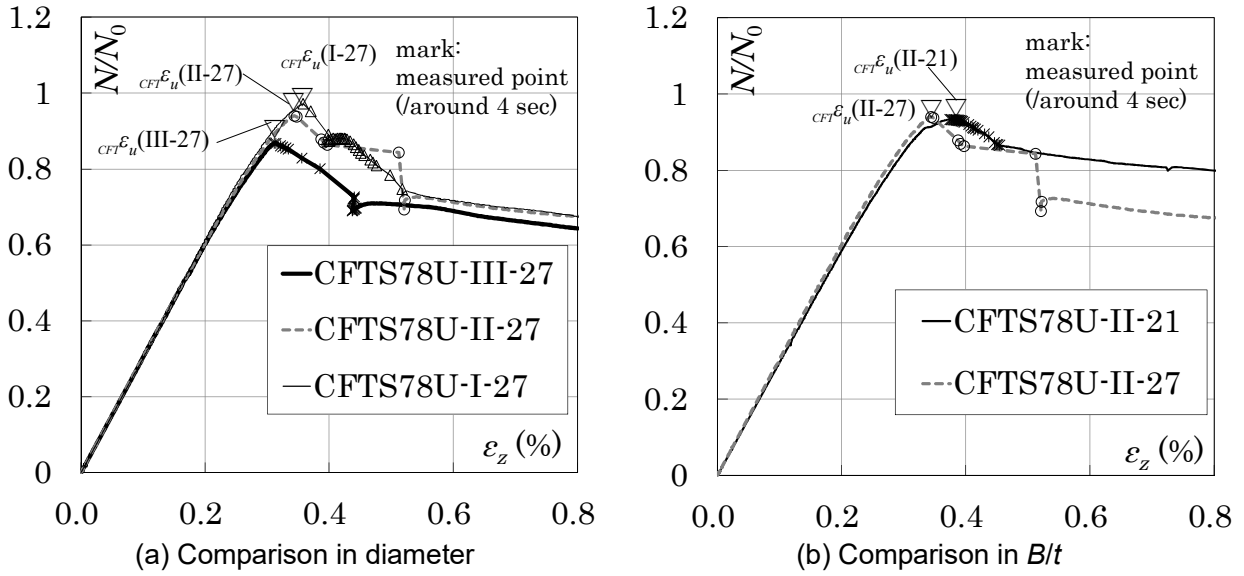 N/N₀
1.2
1
0.8
0.6
0.4
0.2
0
CFTεu(I-27)
CFTεu(II-27)
CFTεu(III-27)
mark:
measured point
(/around 4 sec)
CFTS78U-III-27
CFTS78U-II-27
CFTS78U-I-27
εz (%)
0.0 0.2 0.4 0.6 0.8
(a) Comparison in diameter
N/N₀
1.2
1
0.8
0.6
0.4
0.2
0
CFTεu(II-21)
CFTεu(II-27)
mark:
measured point
(/around 4 sec)
CFTS78U-II-21
CFTS78U-II-27
εz (%)
0.0 0.2 0.4 0.6 0.8
(b) Comparison in B/t